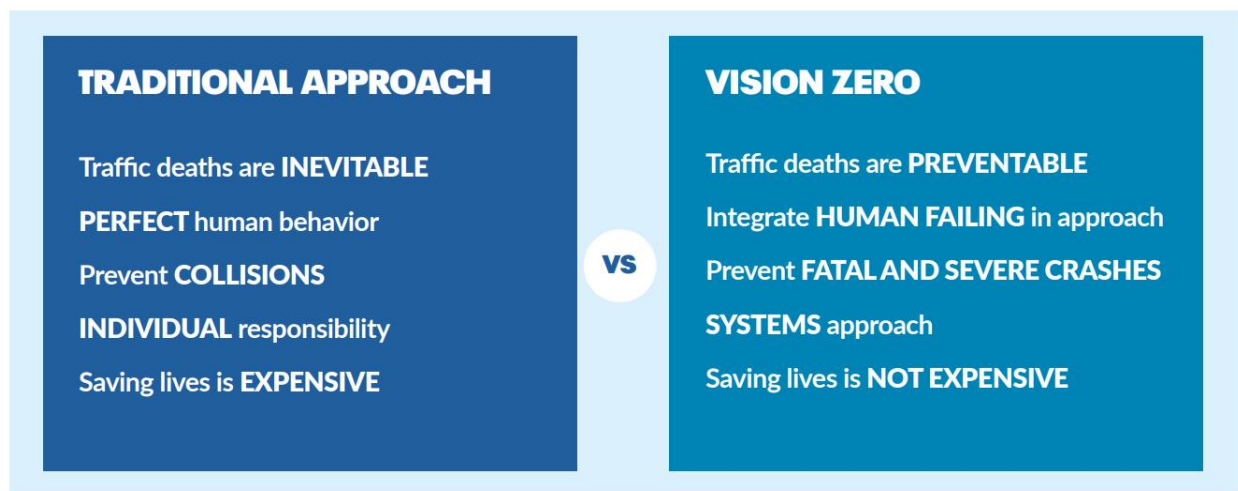 TRADITIONAL APPROACH
Traffic deaths are INEVITABLE
PERFECT human behavior
Prevent COLLISIONS
INDIVIDUAL responsibility
Saving lives is EXPENSIVE
VS
VISION ZERO
Traffic deaths are PREVENTABLE
Integrate HUMAN FAILING in approach
Prevent FATAL AND SEVERE CRASHES
SYSTEMS approach
Saving lives is NOT EXPENSIVE